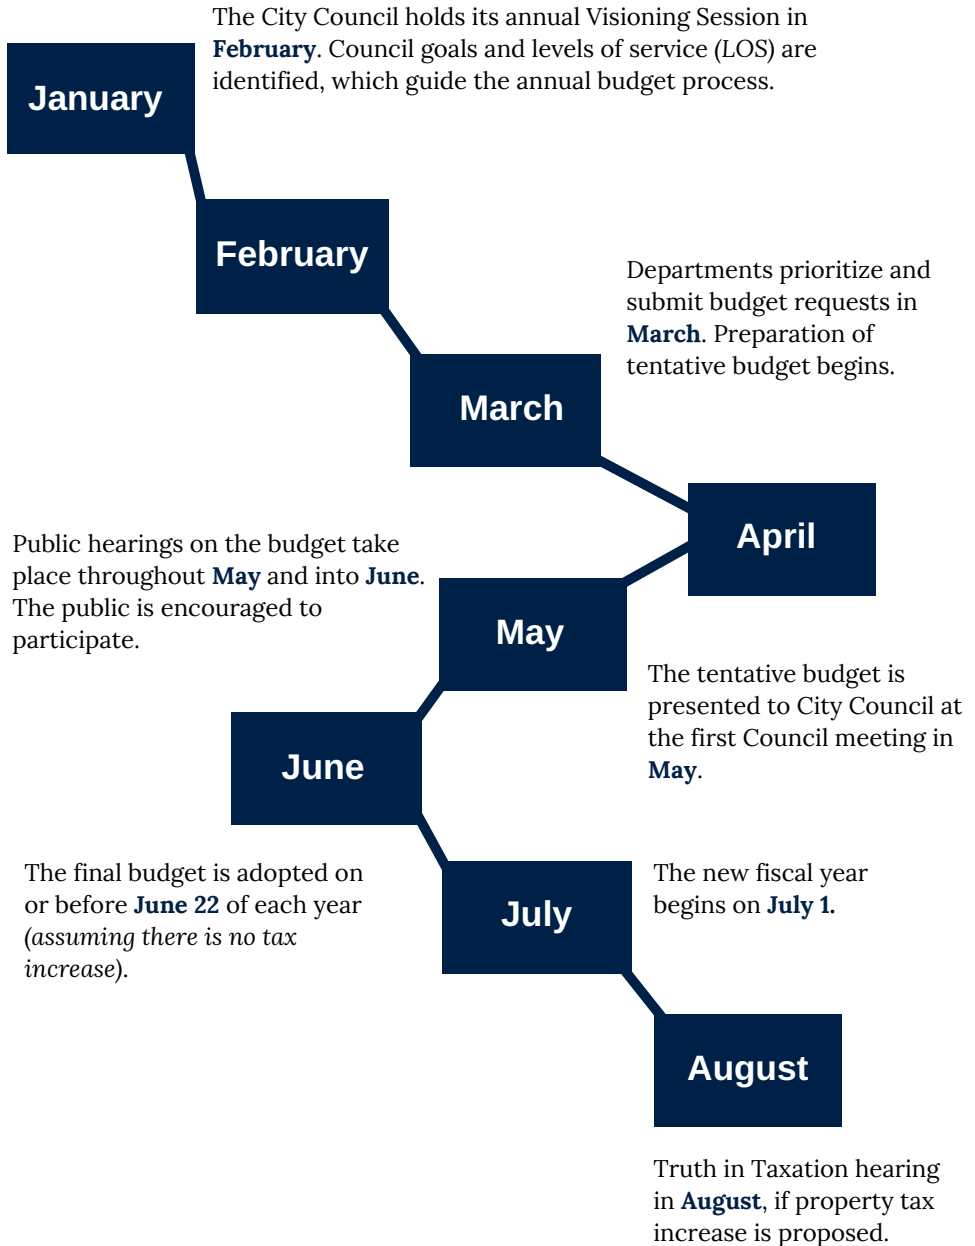 The City Council holds its annual Visioning Session in
February. Council goals and levels of service (LOS) are
identified, which guide the annual budget process.
January
February
Departments prioritize and
submit budget requests in
March. Preparation of
tentative budget begins.
March
April
Public hearings on the budget take
place throughout May and into June.
The public is encouraged to
participate.
May
The tentative budget is
presented to City Council at
the first Council meeting in
May.
June
The final budget is adopted on
or before June 22 of each year
(assuming there is no tax
increase).
July
The new fiscal year
begins on July 1.
August
Truth in Taxation hearing
in August, if property tax
increase is proposed.